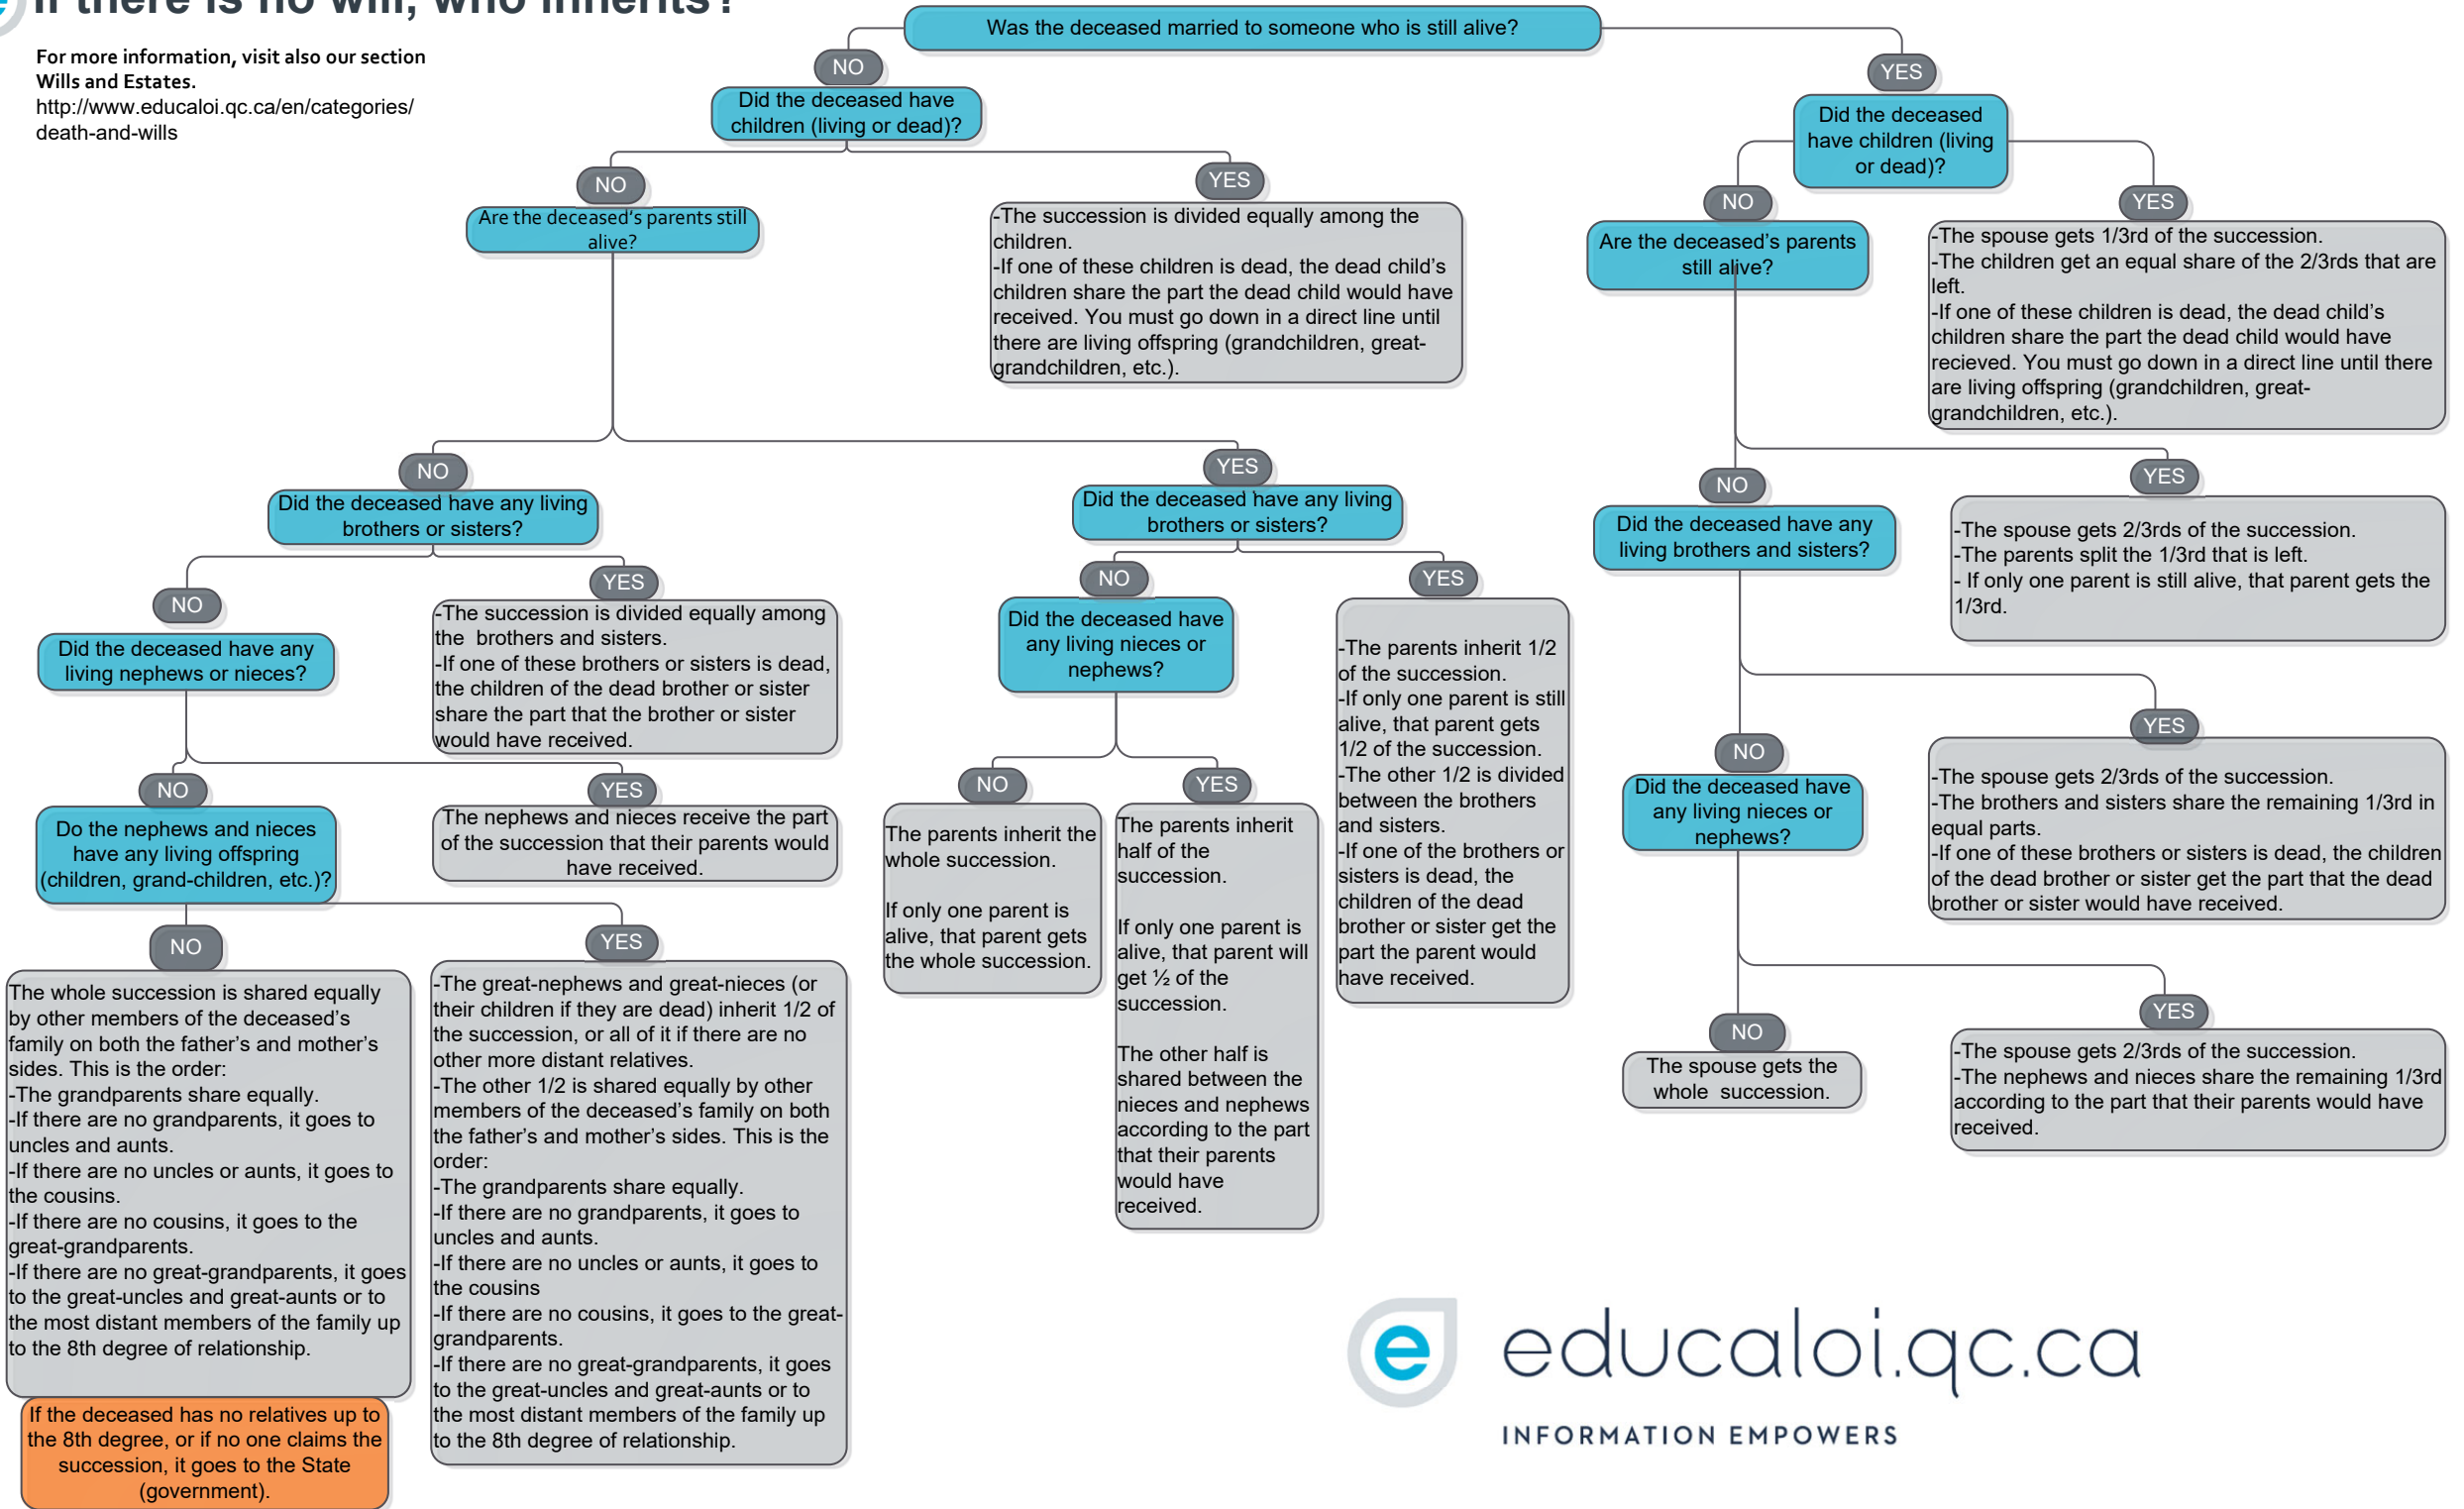 If there is no will, who inherits?
For more information, visit also our section
Wills and Estates.
http://www.educaloi.qc.ca/en/categories/
death-and-wills
Was the deceased married to someone who is still alive?
NO
Did the deceased have
children (living or dead)?
NO
Are the deceased's parents still
alive?
YES
-The succession is divided equally among the
children.
-If one of these children is dead, the dead child's
children share the part the dead child would have
received. You must go down in a direct line until
there are living offspring (grandchildren, great-
grandchildren, etc.).
NO
Did the deceased have any living
brothers or sisters?
NO
Did the deceased have any
living nephews or nieces?
YES
-The succession is divided equally among
the  brothers and sisters.
-If one of these brothers or sisters is dead,
the children of the dead brother or sister
share the part that the brother or sister
would have received.
NO
Do the nephews and nieces
have any living offspring
(children, grand-children, etc.)?
YES
The nephews and nieces receive the part
of the succession that their parents would
have received.
NO
The whole succession is shared equally
by other members of the deceased's
family on both the father's and mother's
sides. This is the order:
-The grandparents share equally.
-If there are no grandparents, it goes to
uncles and aunts.
-If there are no uncles or aunts, it goes to
the cousins.
-If there are no cousins, it goes to the
great-grandparents.
-If there are no great-grandparents, it goes
to the great-uncles and great-aunts or to
the most distant members of the family up
to the 8th degree of relationship.
If the deceased has no relatives up to
the 8th degree, or if no one claims the
succession, it goes to the State
(government).
YES
-The great-nephews and great-nieces (or
their children if they are dead) inherit 1/2 of
the succession, or all of it if there are no
other more distant relatives.
-The other 1/2 is shared equally by other
members of the deceased's family on both
the father's and mother's sides. This is the
order:
-The grandparents share equally.
-If there are no grandparents, it goes to
uncles and aunts.
-If there are no uncles or aunts, it goes to
the cousins
-If there are no cousins, it goes to the great-
grandparents.
-If there are no great-grandparents, it goes
to the great-uncles and great-aunts or to
the most distant members of the family up
to the 8th degree of relationship.
YES
Did the deceased have any living
brothers or sisters?
NO
Did the deceased have
any living nieces or
nephews?
NO
The parents inherit the
whole succession.
If only one parent is
alive, that parent gets
the whole succession.
YES
The parents inherit
half of the
succession.
If only one parent is
alive, that parent will
get ½ of the
succession.
The other half is
shared between the
nieces and nephews
according to the part
that their parents
would have
received.
YES
-The parents inherit 1/2
of the succession.
-If only one parent is still
alive, that parent gets
1/2 of the succession.
-The other 1/2 is divided
between the brothers
and sisters.
-If one of the brothers or
sisters is dead, the
children of the dead
brother or sister get the
part the parent would
have received.
YES
Did the deceased
have children (living
or dead)?
NO
Are the deceased's parents
still alive?
YES
-The spouse gets 1/3rd of the succession.
-The children get an equal share of the 2/3rds that are
left.
-If one of these children is dead, the dead child's
children share the part the dead child would have
recieved. You must go down in a direct line until there
are living offspring (grandchildren, great-
grandchildren, etc.).
NO
Did the deceased have any
living brothers and sisters?
YES
-The spouse gets 2/3rds of the succession.
-The parents split the 1/3rd that is left.
- If only one parent is still alive, that parent gets the
1/3rd.
NO
Did the deceased have
any living nieces or
nephews?
YES
-The spouse gets 2/3rds of the succession.
-The brothers and sisters share the remaining 1/3rd in
equal parts.
-If one of these brothers or sisters is dead, the children
of the dead brother or sister get the part that the dead
brother or sister would have received.
NO
The spouse gets the
whole  succession.
YES
-The spouse gets 2/3rds of the succession.
-The nephews and nieces share the remaining 1/3rd
according to the part that their parents would have
received.
e
educaloi.qc.ca
INFORMATION EMPOWERS